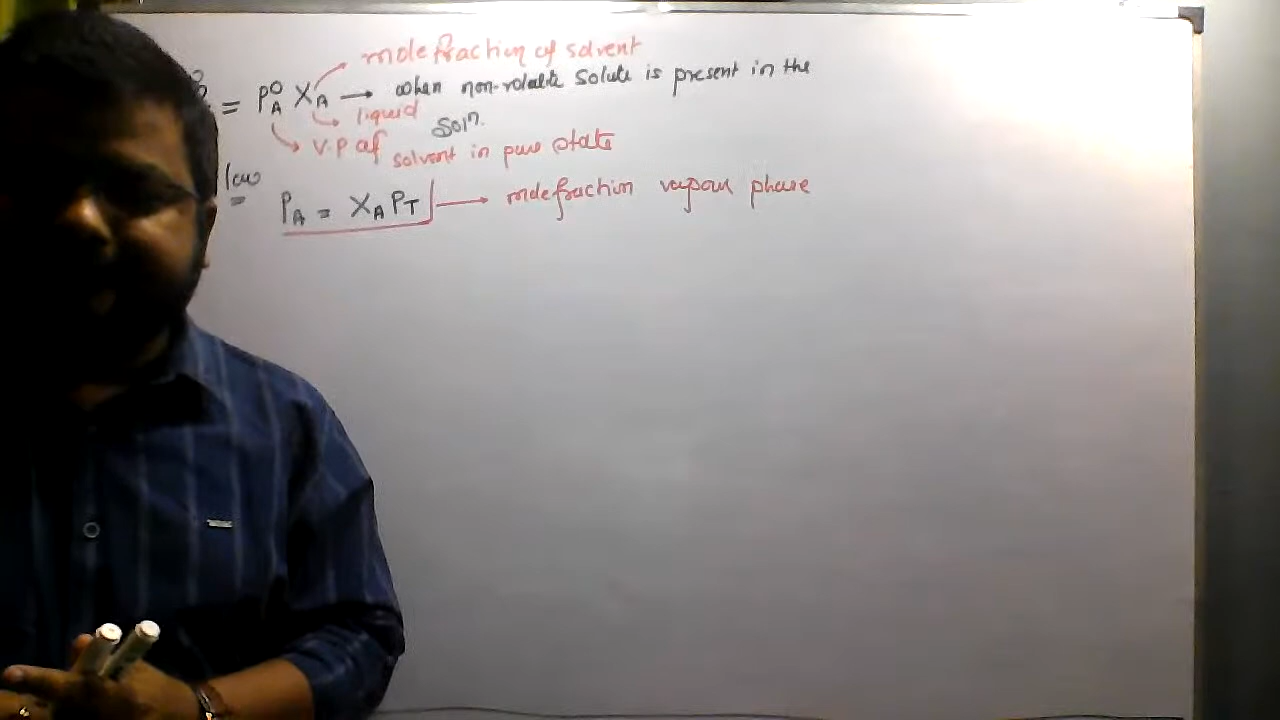 mole fraction of solvent
= P°A XA → when non-volatile solute is present in the
liquid Solⁿ.
V.P of solvent in pure state
law
PA = XA PT → mole fraction vapour phase